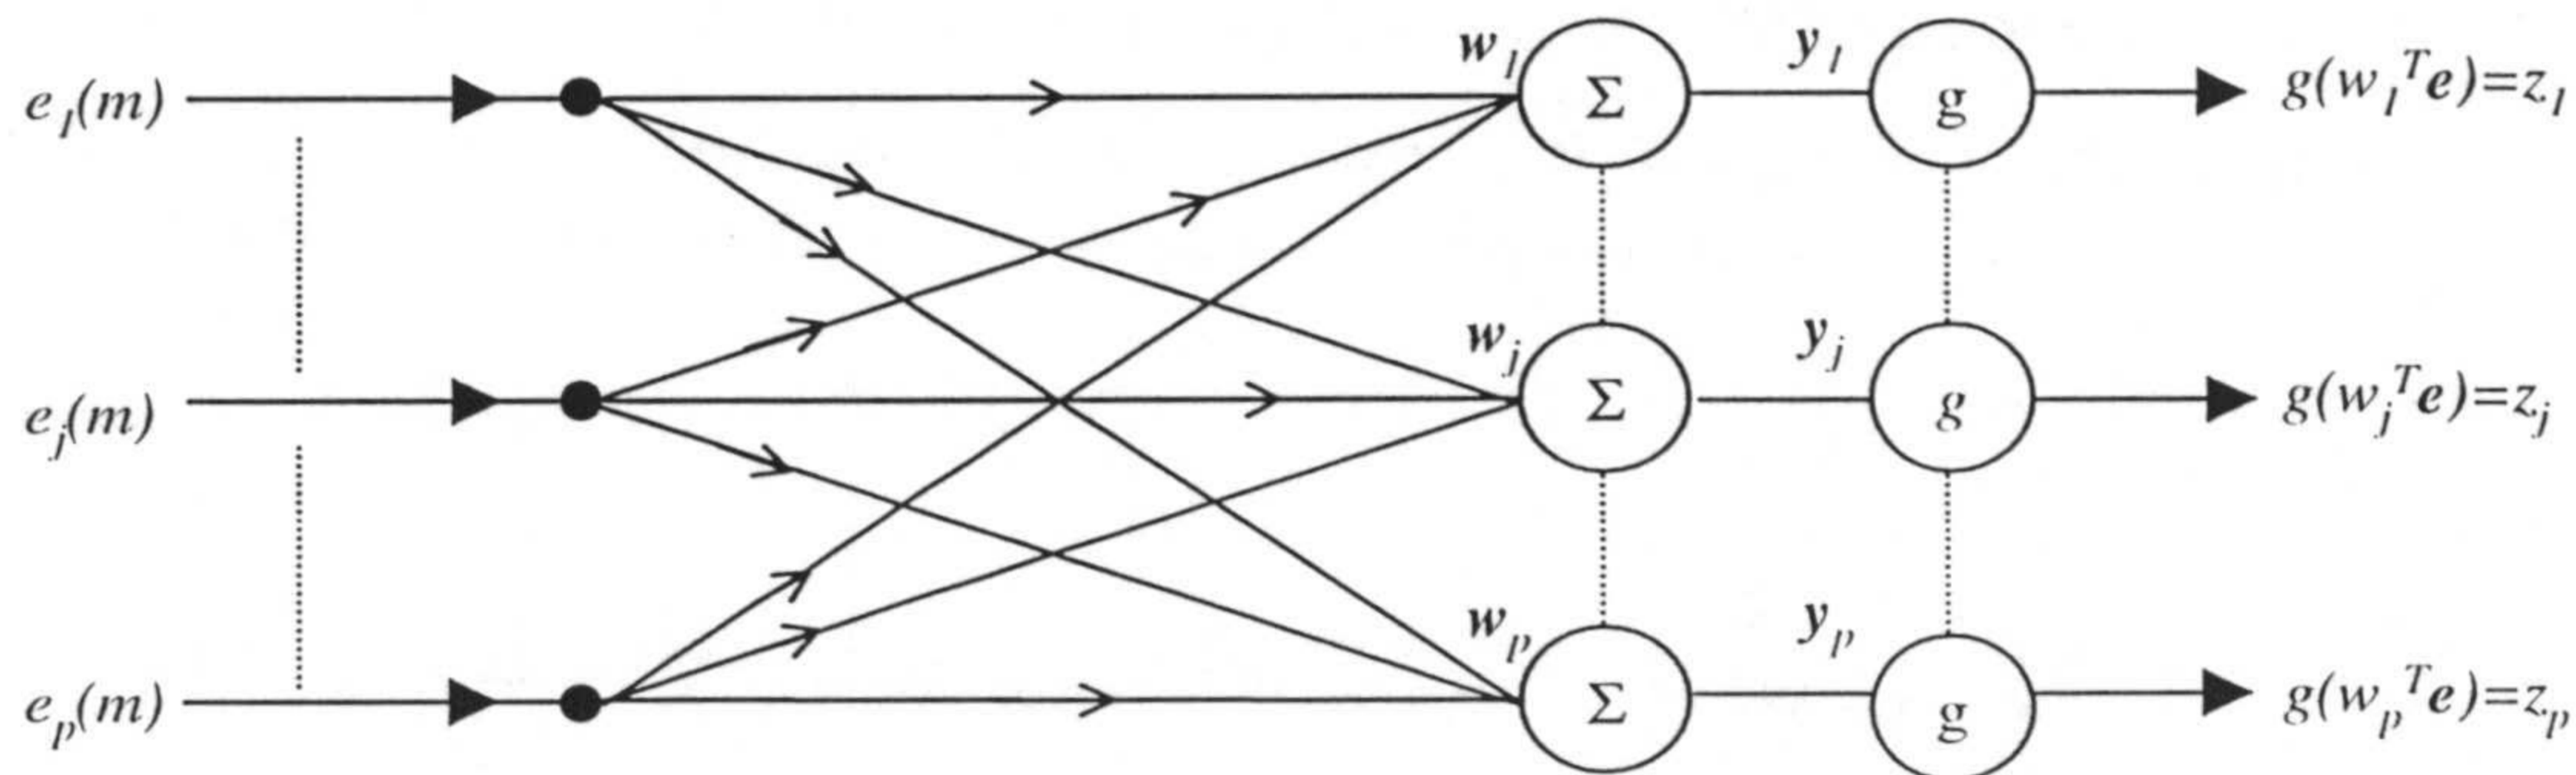 e₁(m) w₁ Σ y₁ g g(w₁ᵀe)=z₁
eⱼ(m) wⱼ Σ yⱼ g g(wⱼᵀe)=zⱼ
eₚ(m) wₚ Σ yₚ g g(wₚᵀe)=zₚ